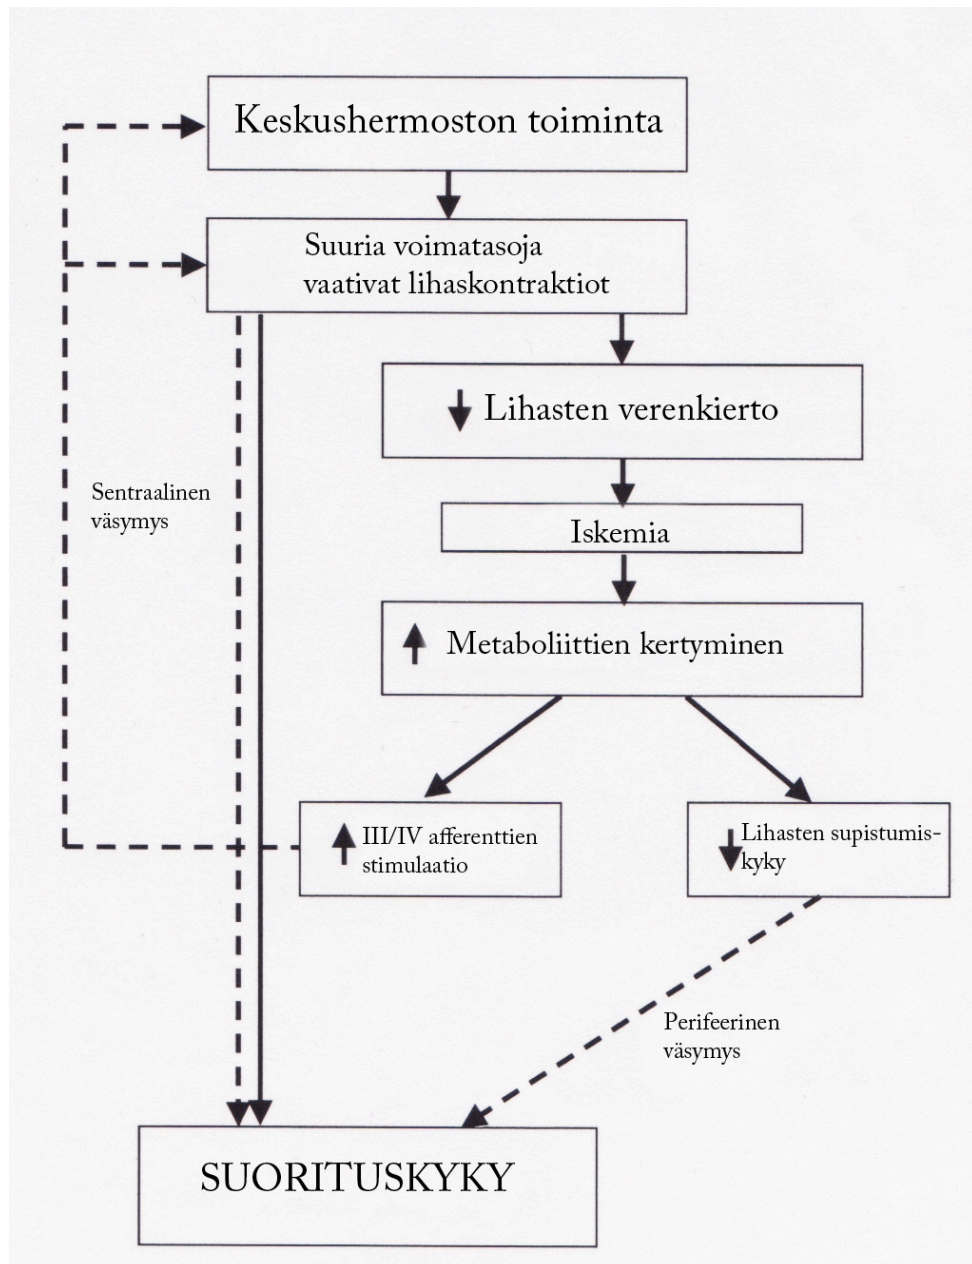 Keskushermoston toiminta
Suuria voimatasoja
vaativat lihaskontraktiot
Lihasten verenkierto
Sentraalinen
väsymys
Iskemia
Metaboliittien kertyminen
III/IV afferenttien
stimulaatio
Lihasten supistumis-
kyky
Perifeerinen
väsymys
SUORITUSKYKY